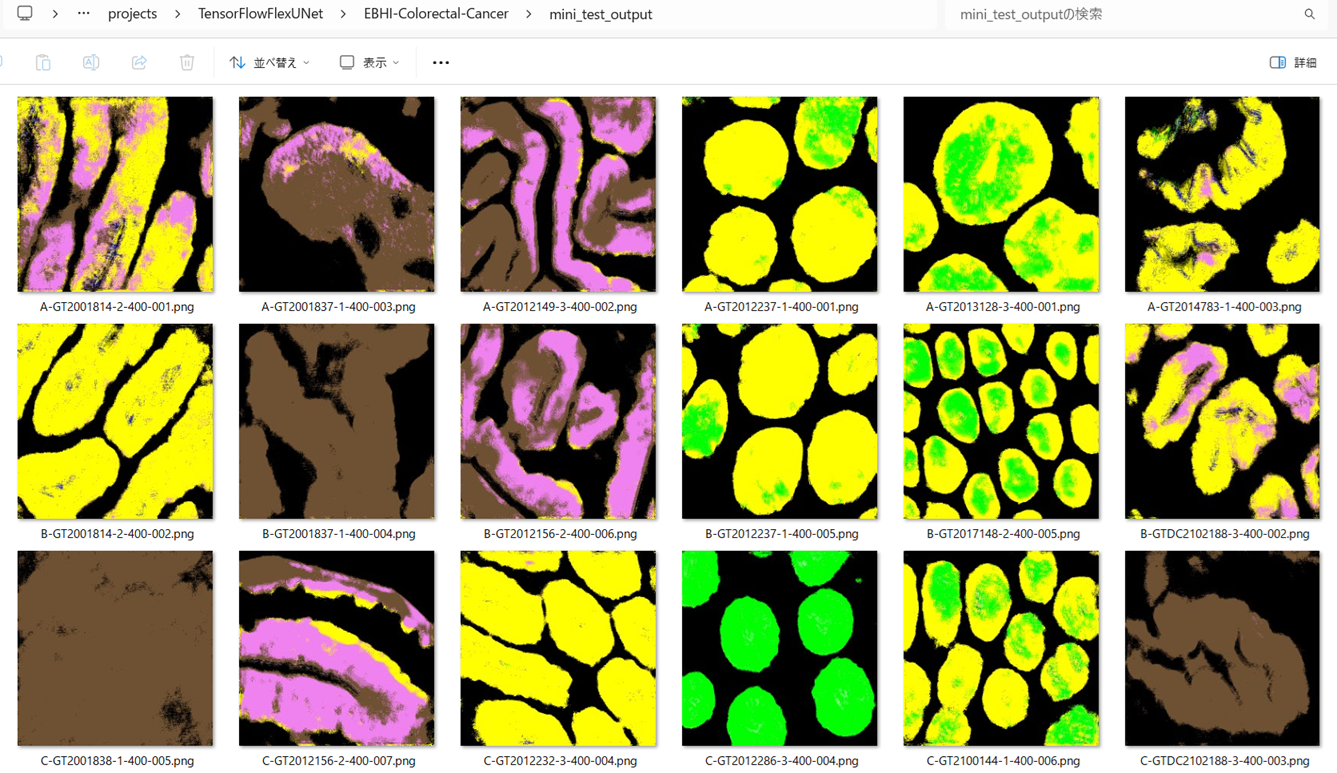 … > projects > TensorFlowFlexUNet > EBHI-Colorectal-Cancer > mini_test_output
mini_test_outputの検索
並べ替え
表示
詳細
A-GT2001814-2-400-001.png
A-GT2001837-1-400-003.png
A-GT2012149-3-400-002.png
A-GT2012237-1-400-001.png
A-GT2013128-3-400-001.png
A-GT2014783-1-400-003.png
B-GT2001814-2-400-002.png
B-GT2001837-1-400-004.png
B-GT2012156-2-400-006.png
B-GT2012237-1-400-005.png
B-GT2017148-2-400-005.png
B-GTDC2102188-3-400-002.png
C-GT2001838-1-400-005.png
C-GT2012156-2-400-007.png
C-GT2012232-3-400-004.png
C-GT2012286-3-400-004.png
C-GT2100144-1-400-006.png
C-GTDC2102188-3-400-003.png